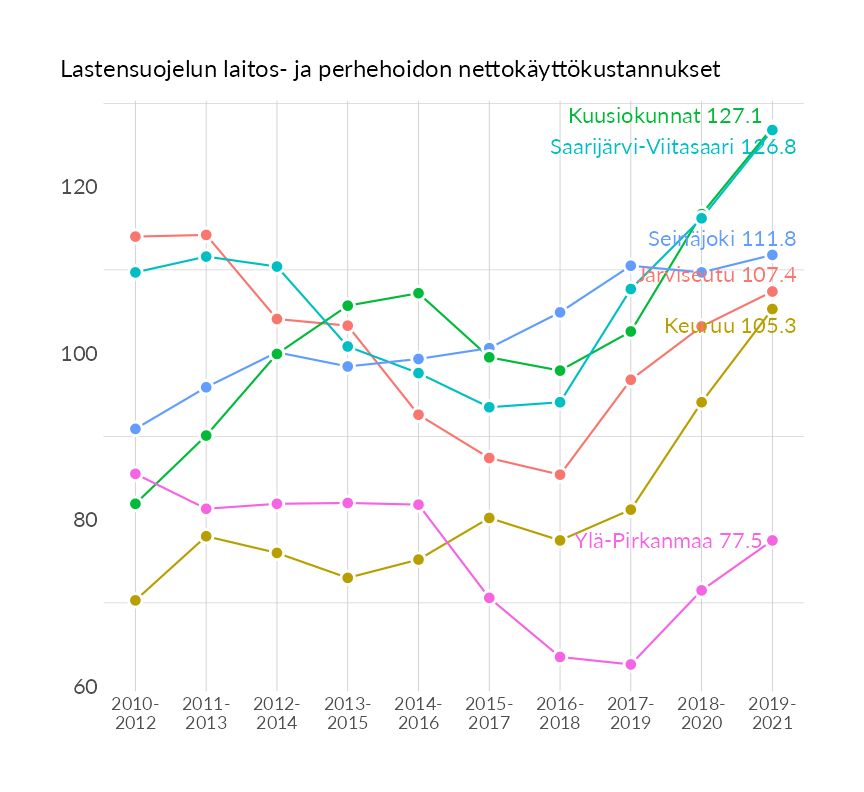 Lastensuojelun laitos- ja perhehoidon nettokäyttökustannukset
Kuusiokunnat 127.1
Saarijärvi-Viitasaari 126.8
120
Seinäjoki 111.8
Järviseutu 107.4
Keuruu 105.3
100
80
Ylä-Pirkanmaa 77.5
60
2010- 2011- 2012- 2013- 2014- 2015- 2016- 2017- 2018- 2019-
2012 2013 2014 2015 2016 2017 2018 2019 2020 2021